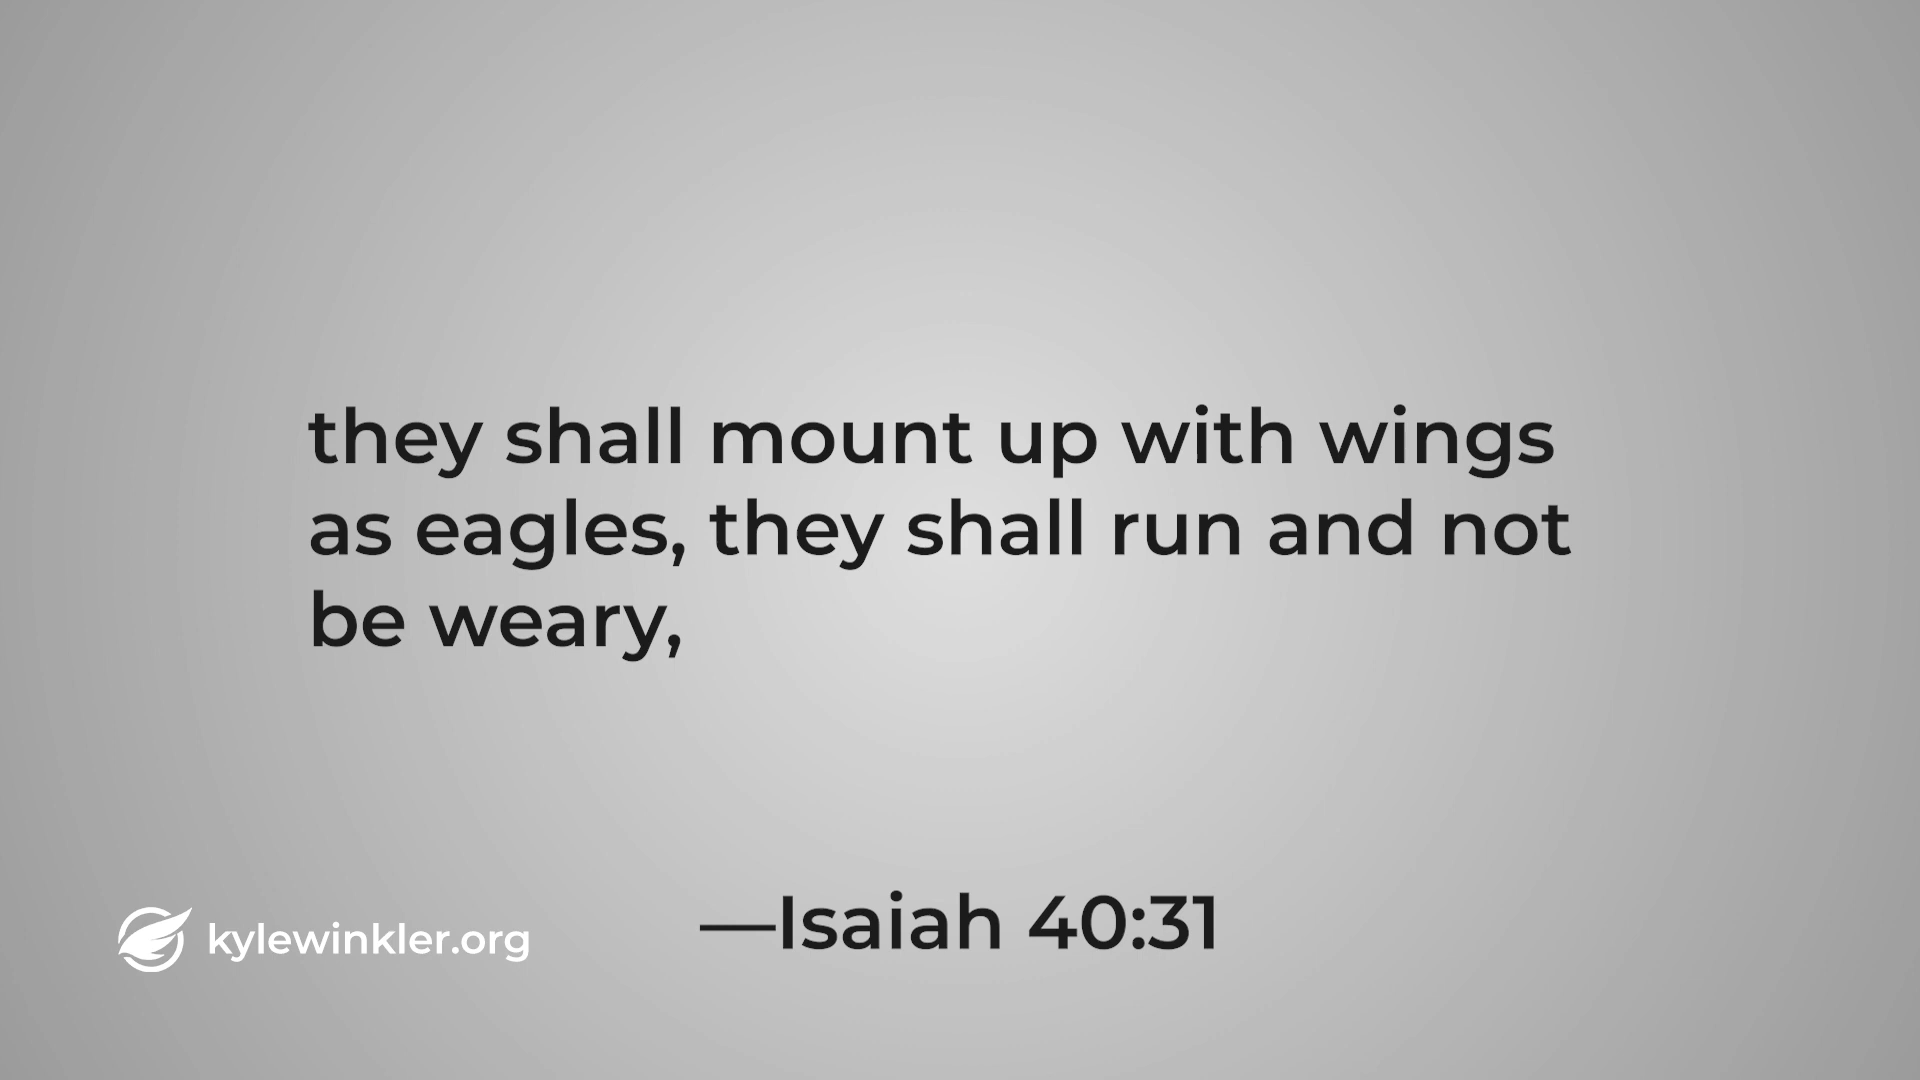 they shall mount up with wings
as eagles, they shall run and not
be weary,
—Isaiah 40:31
kylewinkler.org